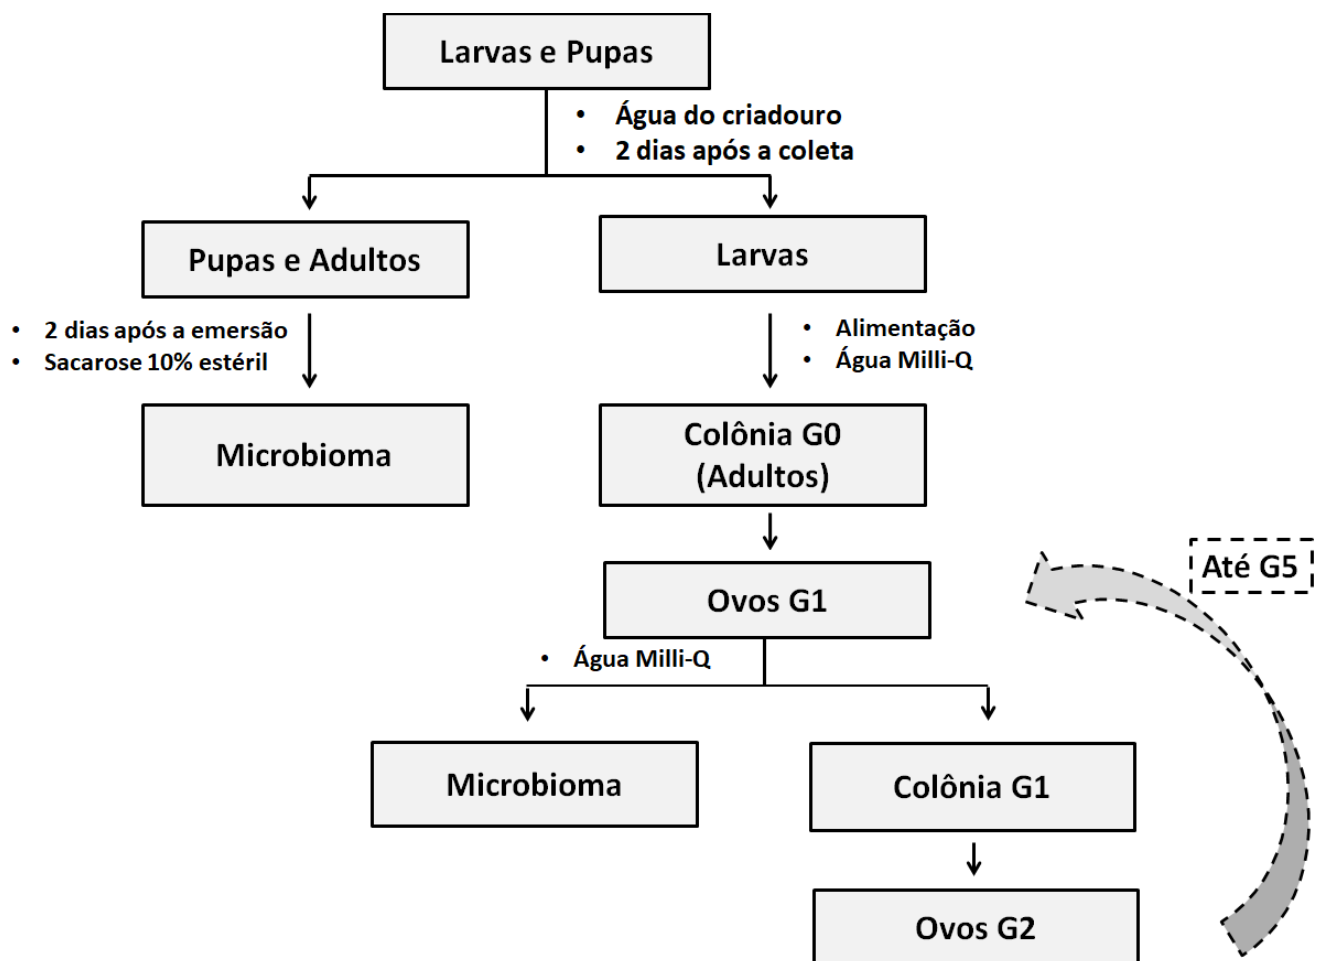 Larvas e Pupas
• Água do criadouro
• 2 dias após a coleta
Pupas e Adultos
Larvas
• 2 dias após a emersão
• Sacarose 10% estéril
• Alimentação
• Água Milli-Q
Microbioma
Colônia G0
(Adultos)
Até G5
Ovos G1
• Água Milli-Q
Microbioma
Colônia G1
Ovos G2